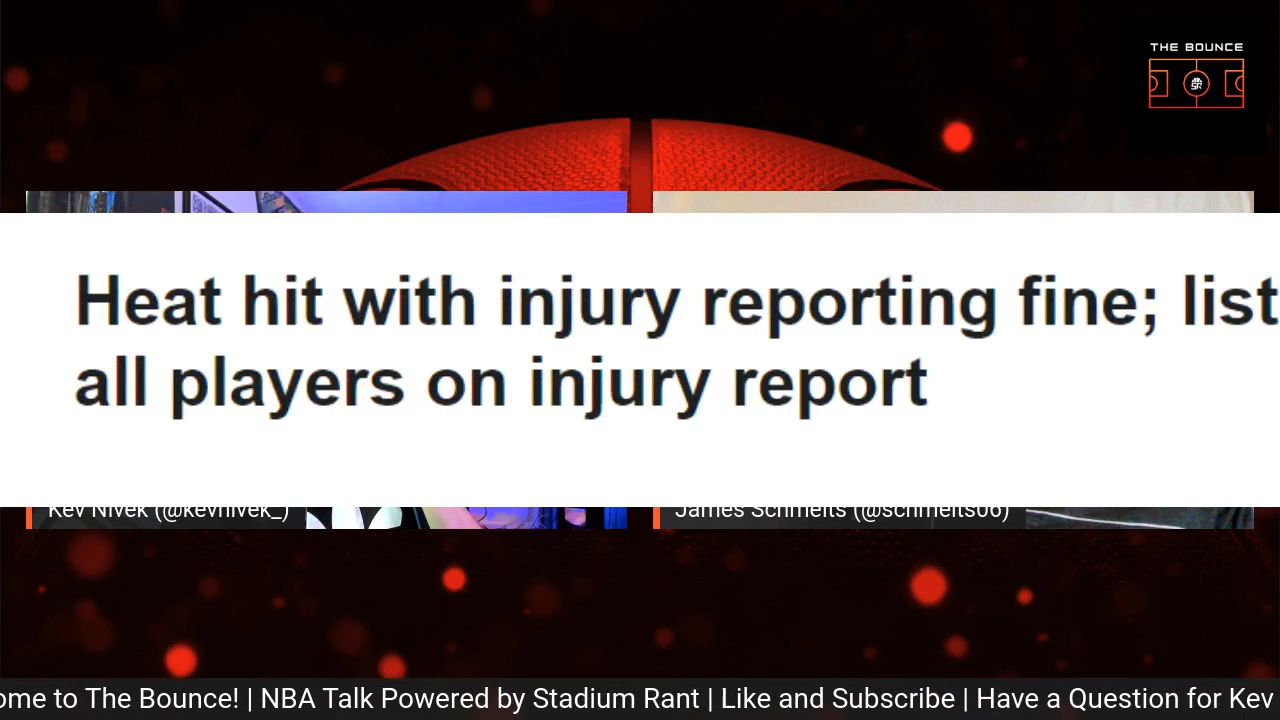 THE BOUNCE
SR
Heat hit with injury reporting fine; list
all players on injury report
Kev Nivek (@kevnivek_)
James Schmelts (@schmelts06)
ome to The Bounce! | NBA Talk Powered by Stadium Rant | Like and Subscribe | Have a Question for Kev